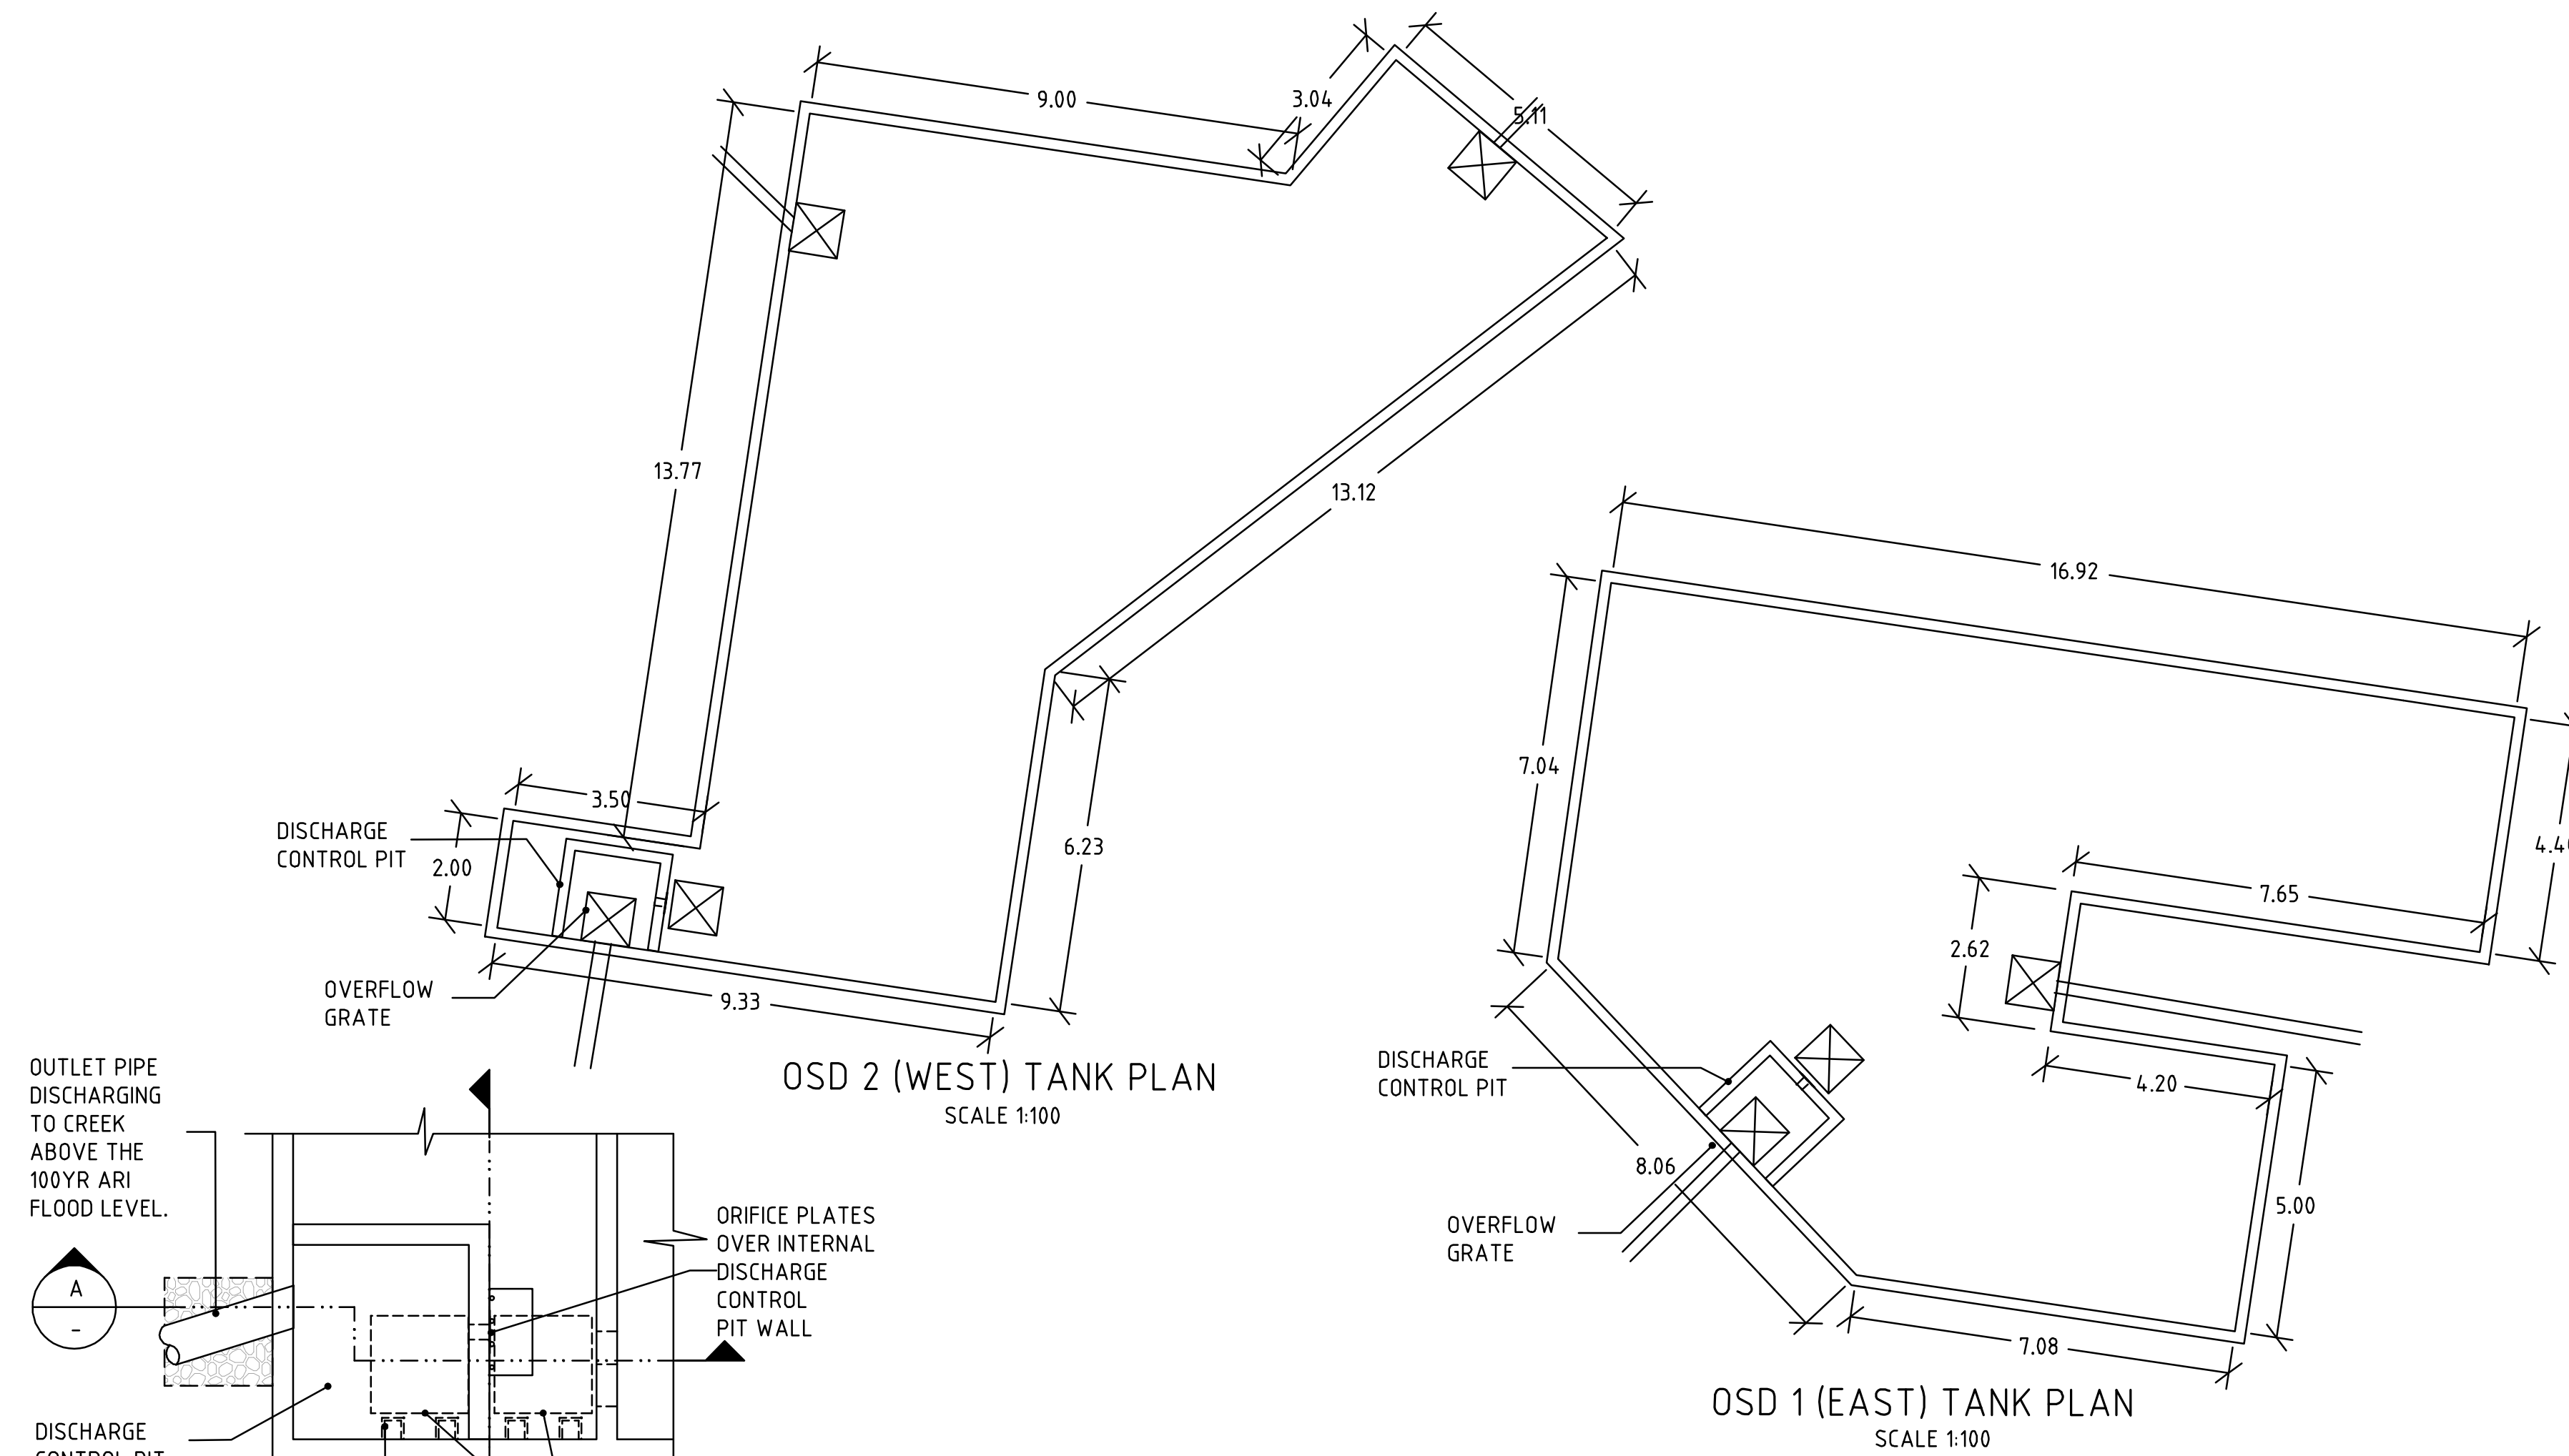 9.00
3.04
5.11
13.77
13.12
3.50
2.00
6.23
9.33
DISCHARGE
CONTROL PIT
OVERFLOW
GRATE
OSD 2 (WEST) TANK PLAN
SCALE 1:100
16.92
7.04
7.65
2.62
4.20
5.00
8.06
7.08
DISCHARGE
CONTROL PIT
OVERFLOW
GRATE
OSD 1 (EAST) TANK PLAN
SCALE 1:100
OUTLET PIPE
DISCHARGING
TO CREEK
ABOVE THE
100YR ARI
FLOOD LEVEL.
A
-
ORIFICE PLATES
OVER INTERNAL
DISCHARGE
CONTROL
PIT WALL
DISCHARGE
CONTROL PIT